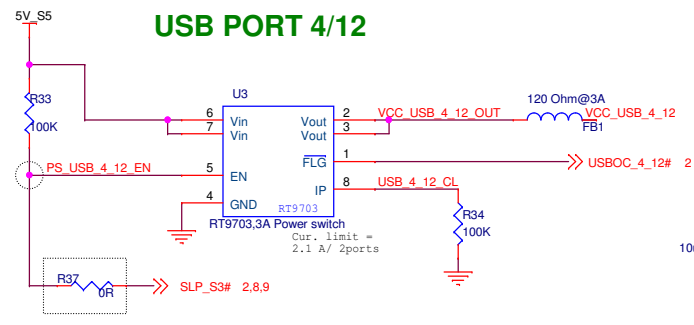 USB PORT 4/12
5V_S5
R33
100K
U3
6 Vin
7 Vin
Vout 2
Vout 3
VCC_USB_4_12_OUT
120 Ohm@3A
VCC_USB_4_12
FB1
PS_USB_4_12_EN
5 EN
FLG 1
USBOC_4_12# 2
IP 8
USB_4_12_CL
4 GND
RT9703
RT9703,3A Power switch
Cur. limit =
2.1 A/ 2ports
R34
100K
R37
0R
SLP_S3# 2,8,9